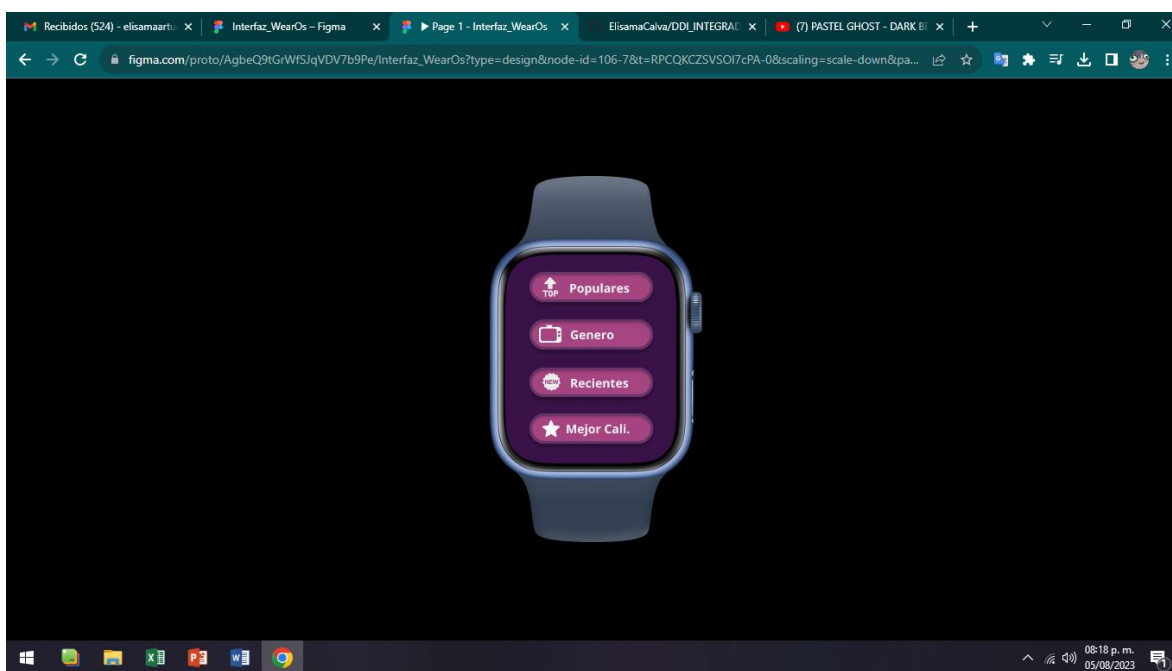 Recibidos (524) - elisamaartu
Interfaz_WearOs – Figma
Page 1 - Interfaz_WearOs
ElisamaCalva/DDI_INTEGRAD
(7) PASTEL GHOST - DARK BE
figma.com/proto/AgbeQ9tGrWfSJqVDV7b9Pe/Interfaz_WearOs?type=design&node-id=106-7&t=RPCQKCZSVSOI7cPA-0&scaling=scale-down&pa...
TOP Populares
Genero
NEW Recientes
Mejor Cali.
08:18 p. m.
05/08/2023